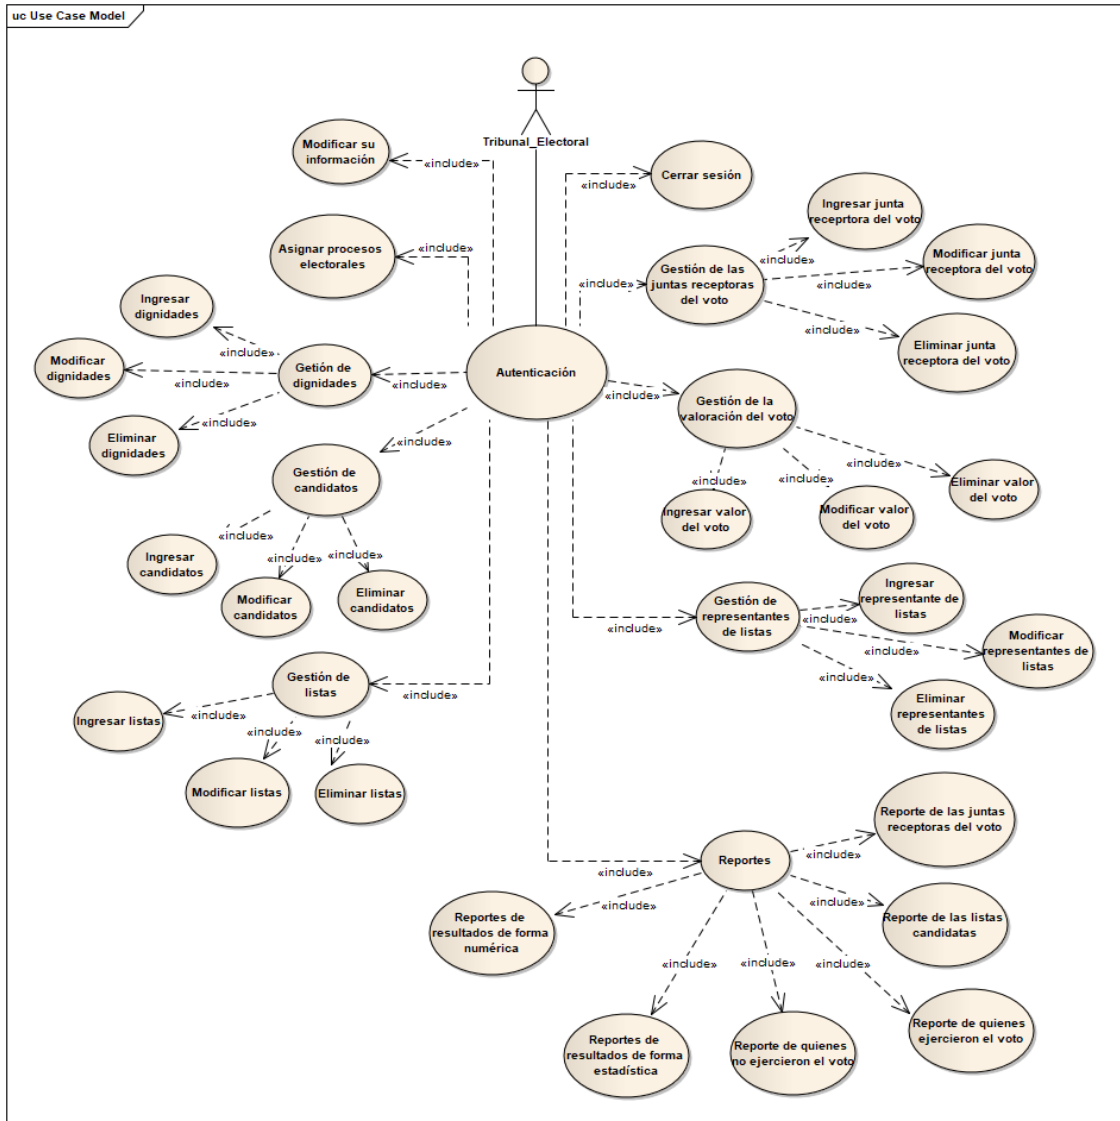 uc Use Case Model
Tribunal_Electoral
Modificar su
información
«include»
Cerrar sesión
«include»
Ingresar junta
receprtora del voto
«include»
Asignar procesos
electorales
«include»
Gestión de las
juntas receptoras
del voto
«include»
Modificar junta
receptora del voto
«include»
Eliminar junta
receptora del voto
«include»
Ingresar
dignidades
«include»
Modificar
dignidades
«include»
Getión de
dignidades
«include»
Eliminar
dignidades
«include»
Autenticación
Gestión de la
valoración del voto
«include»
Ingresar valor
del voto
«include»
Modificar valor
del voto
«include»
Eliminar valor
del voto
«include»
Gestión de
candidatos
«include»
Ingresar
candidatos
«include»
Modificar
candidatos
«include»
Eliminar
candidatos
«include»
Gestión de
representantes
de listas
«include»
Ingresar
representante de
listas
«include»
Modificar
representantes de
listas
«include»
Eliminar
representantes
de listas
«include»
Gestión de
listas
«include»
Ingresar listas
«include»
Modificar listas
«include»
Eliminar listas
«include»
Reportes
«include»
Reporte de las juntas
receptoras del voto
«include»
Reportes de
resultados de forma
numérica
«include»
Reporte de las listas
candidatas
«include»
Reportes de
resultados de forma
estadística
«include»
Reporte de quienes
no ejercieron el voto
«include»
Reporte de quienes
ejercieron el voto
«include»